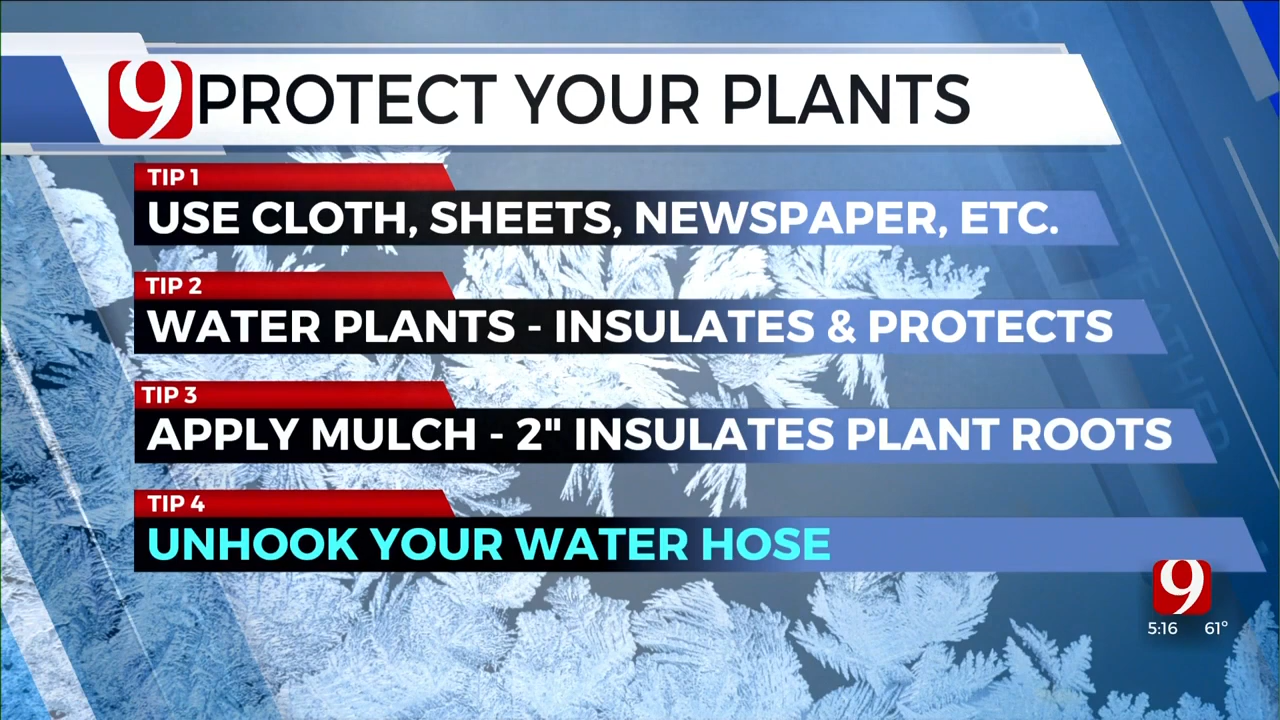 9 PROTECT YOUR PLANTS
TIP 1
USE CLOTH, SHEETS, NEWSPAPER, ETC.
TIP 2
WATER PLANTS - INSULATES & PROTECTS
TIP 3
APPLY MULCH - 2" INSULATES PLANT ROOTS
TIP 4
UNHOOK YOUR WATER HOSE
WEATHER
9
5:16 61°